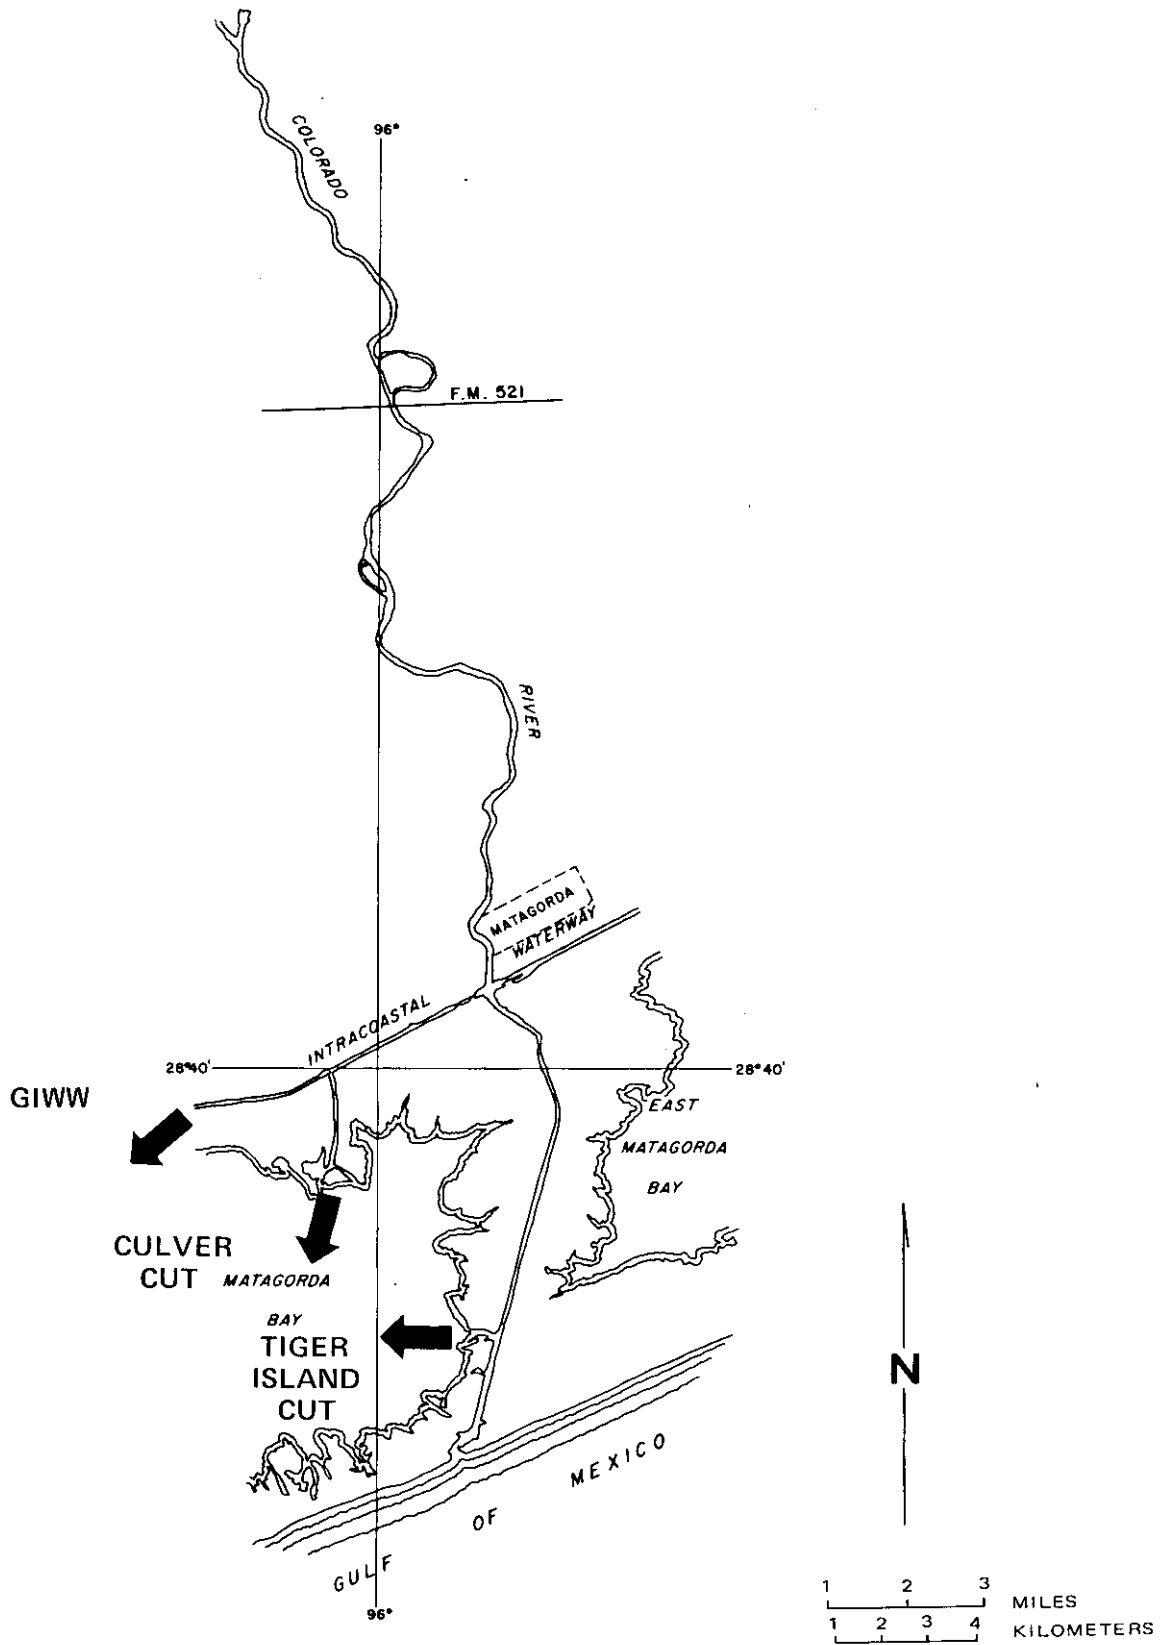 96°
COLORADO
F.M. 521
RIVER
MATAGORDA
WATERWAY
INTRACOASTAL
28°40'
28°40'
GIWW
EAST
MATAGORDA
BAY
CULVER
CUT
MATAGORDA
BAY
TIGER
ISLAND
CUT
N
GULF OF MEXICO
96°
1 2 3 MILES
1 2 3 4 KILOMETERS